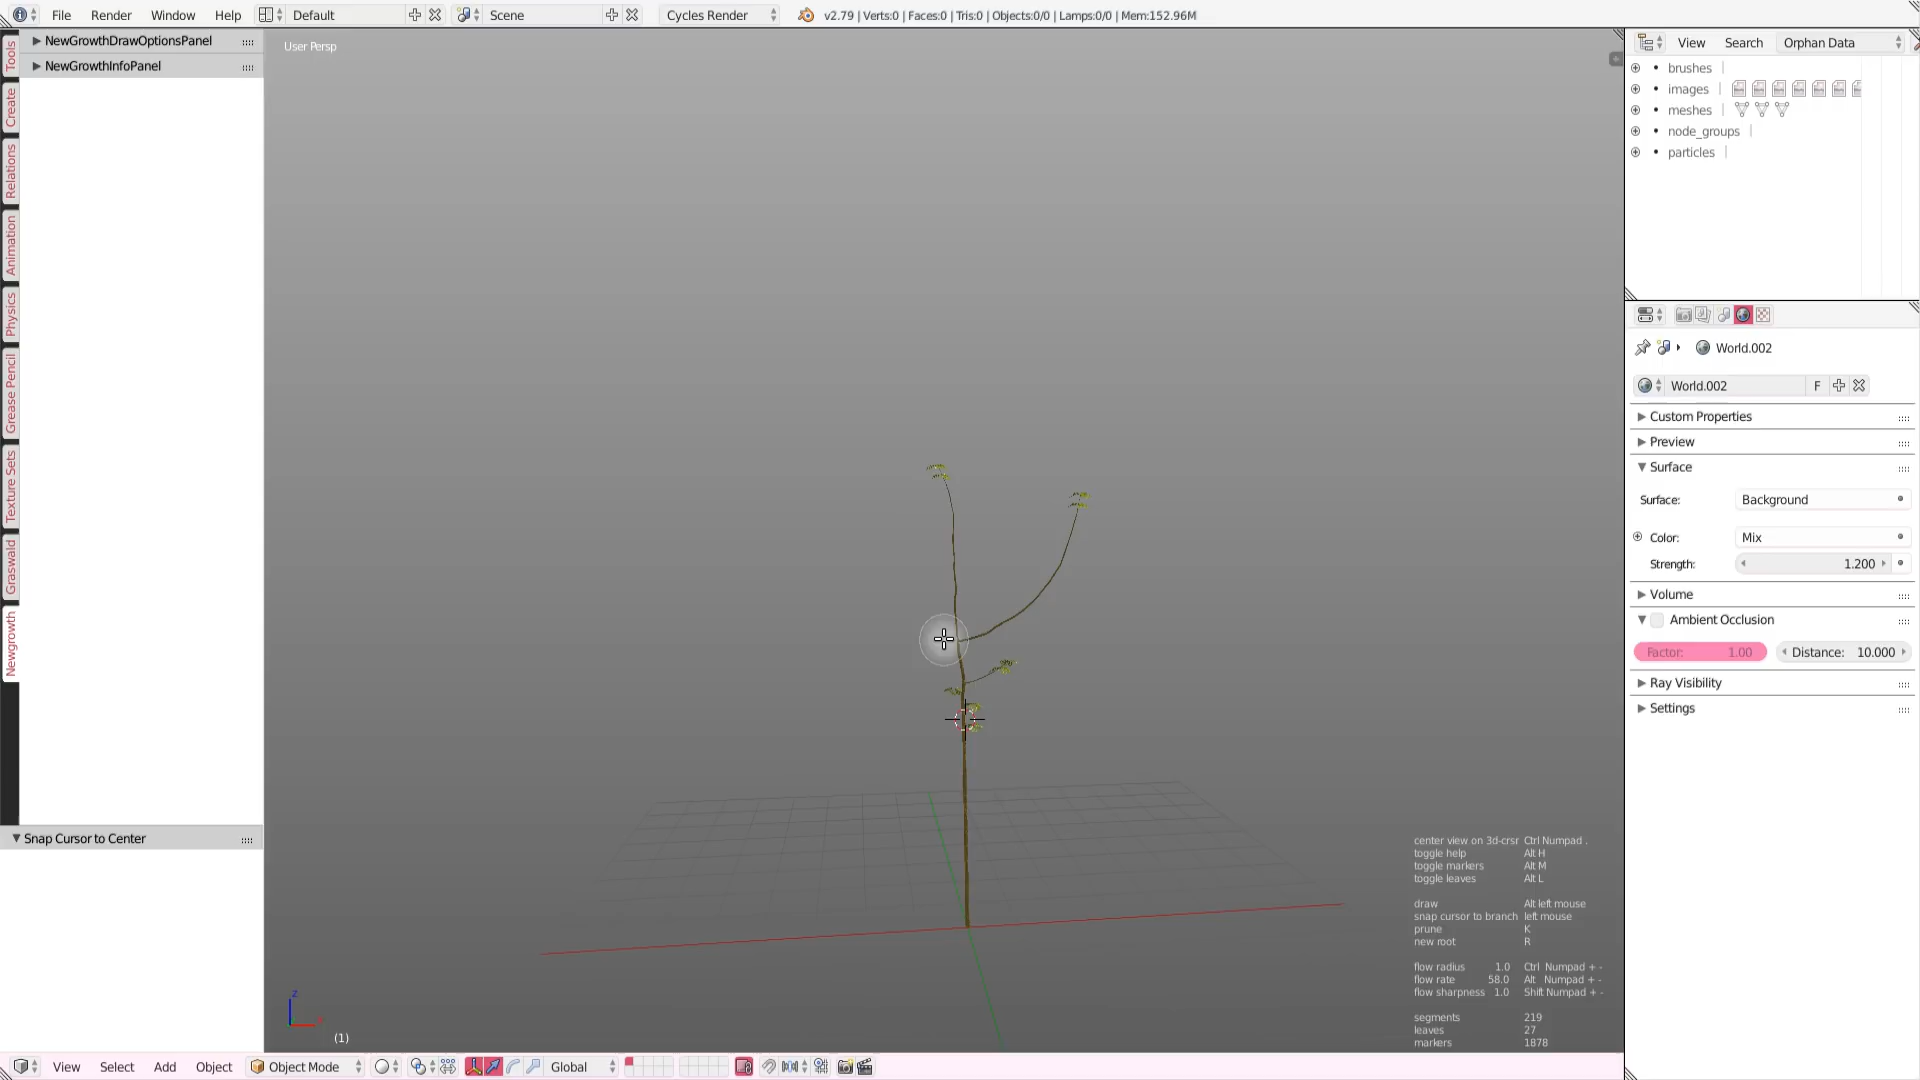 File Render Window Help Default Scene Cycles Render v2.79 | Verts:0 | Faces:0 | Tris:0 | Objects:0/0 | Lamps:0/0 | Mem:152.96M
Tools
Create
Relations
Animation
Physics
Grease Pencil
Texture Sets
Graswald
Newgrowth
NewGrowthDrawOptionsPanel
NewGrowthInfoPanel
Snap Cursor to Center
User Persp
center view on 3d-crsr Ctrl Numpad .
toggle help Alt H
toggle markers Alt M
toggle leaves Alt L
draw Alt left mouse
snap cursor to branch left mouse
prune K
new root R
flow radius 1.0 Ctrl Numpad + -
flow rate 58.0 Alt Numpad + -
flow sharpness 1.0 Shift Numpad + -
segments 219
leaves 27
markers 1878
z
(1)
View Select Add Object Object Mode Global
View Search Orphan Data
brushes
images
meshes
node_groups
particles
World.002
World.002 F
Custom Properties
Preview
Surface
Surface: Background
Color: Mix
Strength: 1.200
Volume
Ambient Occlusion
Factor: 1.00 Distance: 10.000
Ray Visibility
Settings